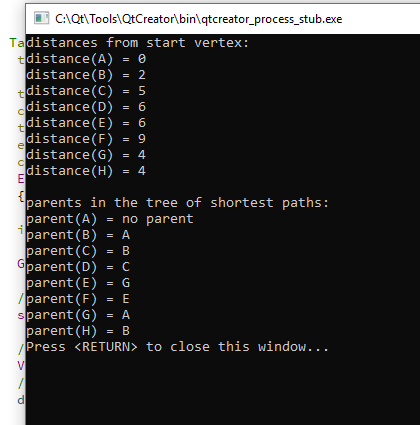 C:\Qt\Tools\QtCreator\bin\qtcreator_process_stub.exe
distances from start vertex:
distance(A) = 0
distance(B) = 2
distance(C) = 5
distance(D) = 6
distance(E) = 6
distance(F) = 9
distance(G) = 4
distance(H) = 4
parents in the tree of shortest paths:
parent(A) = no parent
parent(B) = A
parent(C) = B
parent(D) = C
parent(E) = G
parent(F) = E
parent(G) = A
parent(H) = B
Press <RETURN> to close this window...